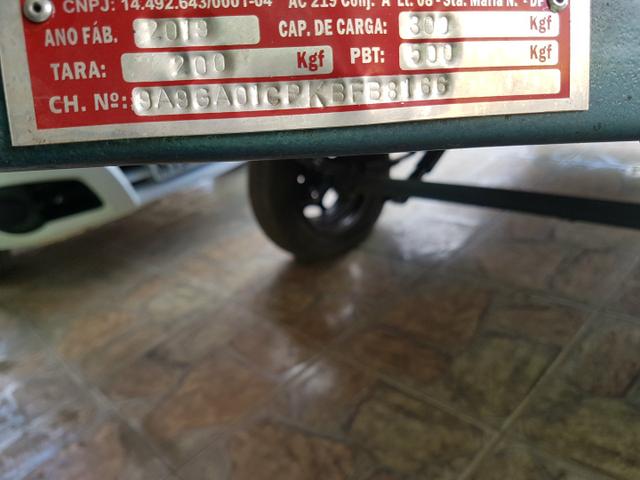 CNPJ: 14.492.643/0001-04 AC 219 Conj. A Lt. 08 - Sta. Maria N. - DF
ANO FÁB. 2019 CAP. DE CARGA: 300 Kgf
TARA: 200 Kgf PBT: 500 Kgf
CH. Nº: 9A9GA01GPKBFB8166